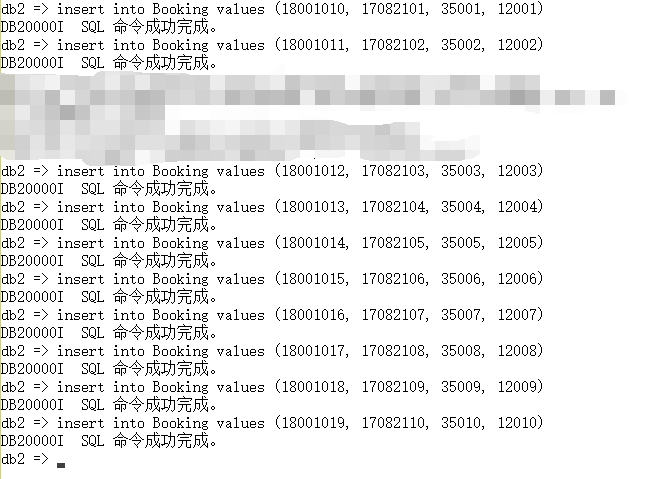 db2 => insert into Booking values (18001010, 17082101, 35001, 12001)
DB20000I  SQL 命令成功完成。
db2 => insert into Booking values (18001011, 17082102, 35002, 12002)
DB20000I  SQL 命令成功完成。
db2 => insert into Booking values (18001012, 17082103, 35003, 12003)
DB20000I  SQL 命令成功完成。
db2 => insert into Booking values (18001013, 17082104, 35004, 12004)
DB20000I  SQL 命令成功完成。
db2 => insert into Booking values (18001014, 17082105, 35005, 12005)
DB20000I  SQL 命令成功完成。
db2 => insert into Booking values (18001015, 17082106, 35006, 12006)
DB20000I  SQL 命令成功完成。
db2 => insert into Booking values (18001016, 17082107, 35007, 12007)
DB20000I  SQL 命令成功完成。
db2 => insert into Booking values (18001017, 17082108, 35008, 12008)
DB20000I  SQL 命令成功完成。
db2 => insert into Booking values (18001018, 17082109, 35009, 12009)
DB20000I  SQL 命令成功完成。
db2 => insert into Booking values (18001019, 17082110, 35010, 12010)
DB20000I  SQL 命令成功完成。
db2 =>